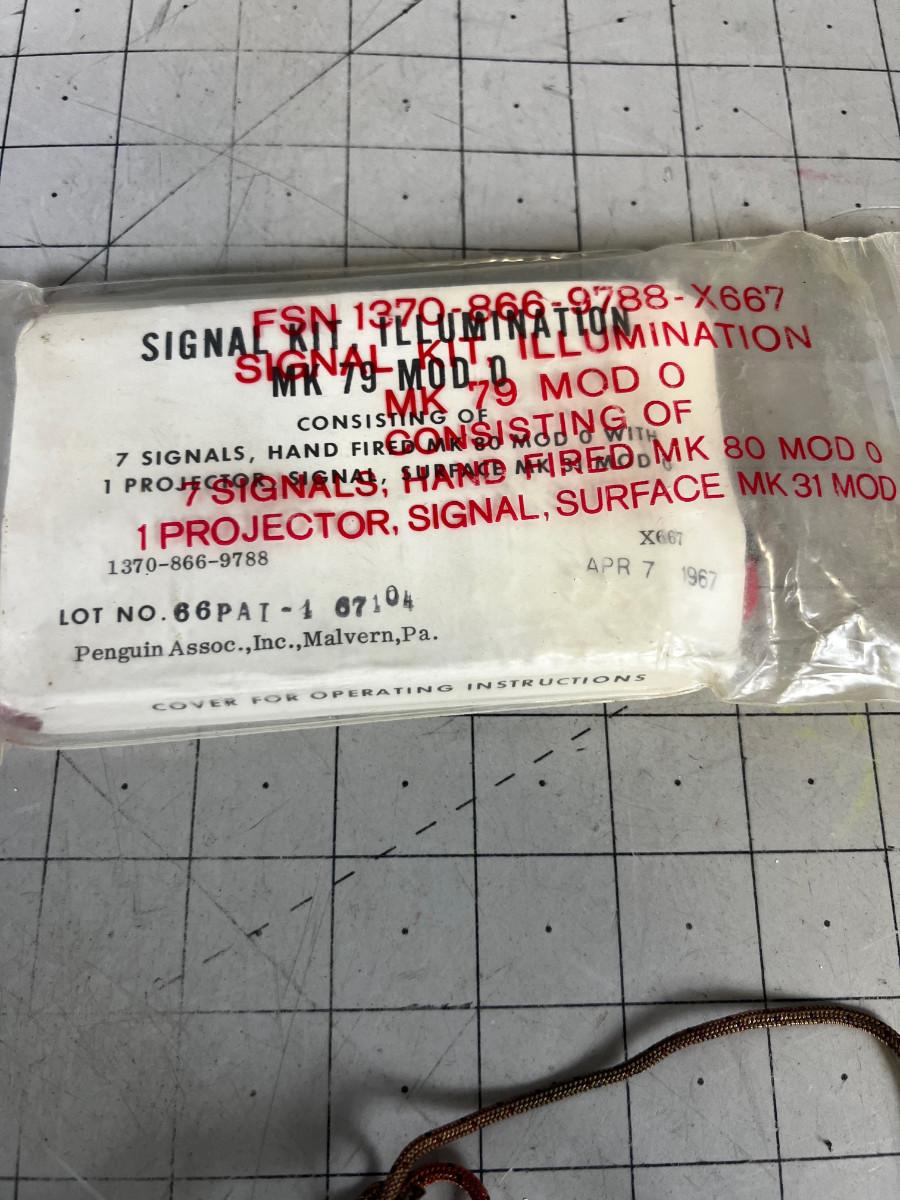 FSN 1370-866-9788-X667
SIGNAL KIT, ILLUMINATION
MK 79 MOD 0
CONSISTING OF
7 SIGNALS, HAND FIRED MK 80 MOD 0
1 PROJECTOR, SIGNAL, SURFACE MK 31 MOD
SIGNAL KIT, ILLUMINATION
MK 79 MOD 0
CONSISTING OF
7 SIGNALS, HAND FIRED MK 80 MOD 0 WITH
1 PROJECTOR, SIGNAL, SURFACE MK 31 MOD 0
1370-866-9788 X667
APR 7 1967
LOT NO. 66PAI-1 67104
Penguin Assoc.,Inc.,Malvern,Pa.
COVER FOR OPERATING INSTRUCTIONS